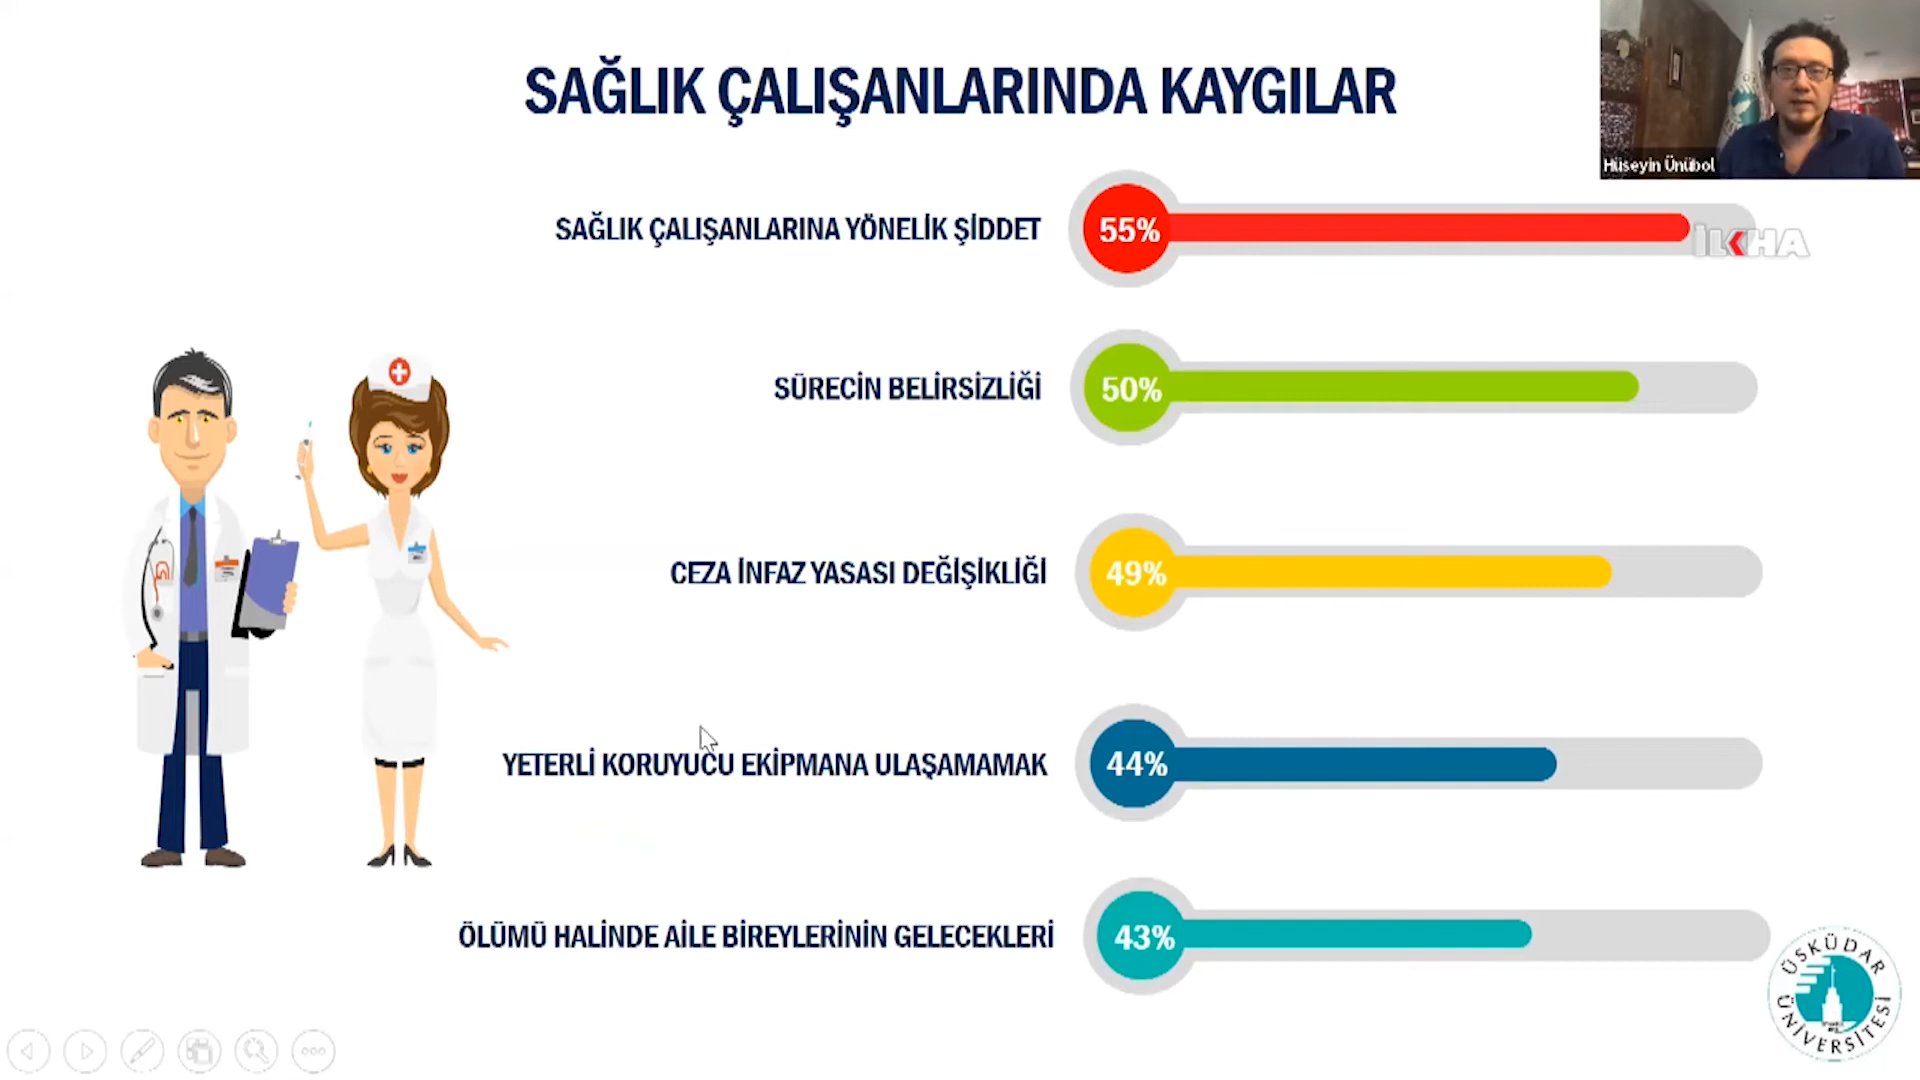 SAĞLIK ÇALIŞANLARINDA KAYGILAR
Hüseyin Ünübol
SAĞLIK ÇALIŞANLARINA YÖNELİK ŞİDDET
55%
İLKHA
SÜRECİN BELİRSİZLİĞİ
50%
CEZA İNFAZ YASASI DEĞİŞİKLİĞİ
49%
YETERLİ KORUYUCU EKİPMANA ULAŞAMAMAK
44%
ÖLÜMÜ HALİNDE AİLE BİREYLERİNİN GELECEKLERİ
43%
ÜSKÜDAR ÜNİVERSİTESİ